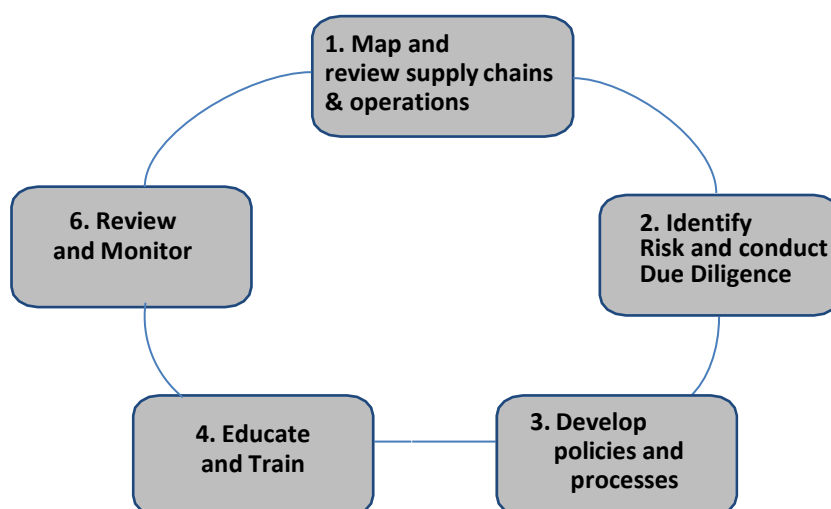 1. Map and
review supply chains
& operations
2. Identify
Risk and conduct
Due Diligence
3. Develop
policies and
processes
4. Educate
and Train
6. Review
and Monitor